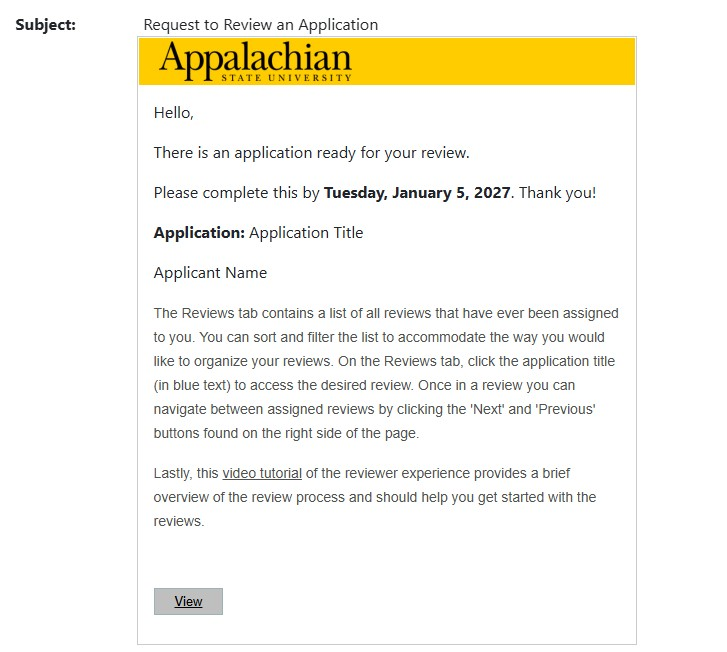 Subject: Request to Review an Application
Appalachian
STATE UNIVERSITY
Hello,
There is an application ready for your review.
Please complete this by Tuesday, January 5, 2027. Thank you!
Application: Application Title
Applicant Name
The Reviews tab contains a list of all reviews that have ever been assigned
to you. You can sort and filter the list to accommodate the way you would
like to organize your reviews. On the Reviews tab, click the application title
(in blue text) to access the desired review. Once in a review you can
navigate between assigned reviews by clicking the 'Next' and 'Previous'
buttons found on the right side of the page.
Lastly, this video tutorial of the reviewer experience provides a brief
overview of the review process and should help you get started with the
reviews.
View